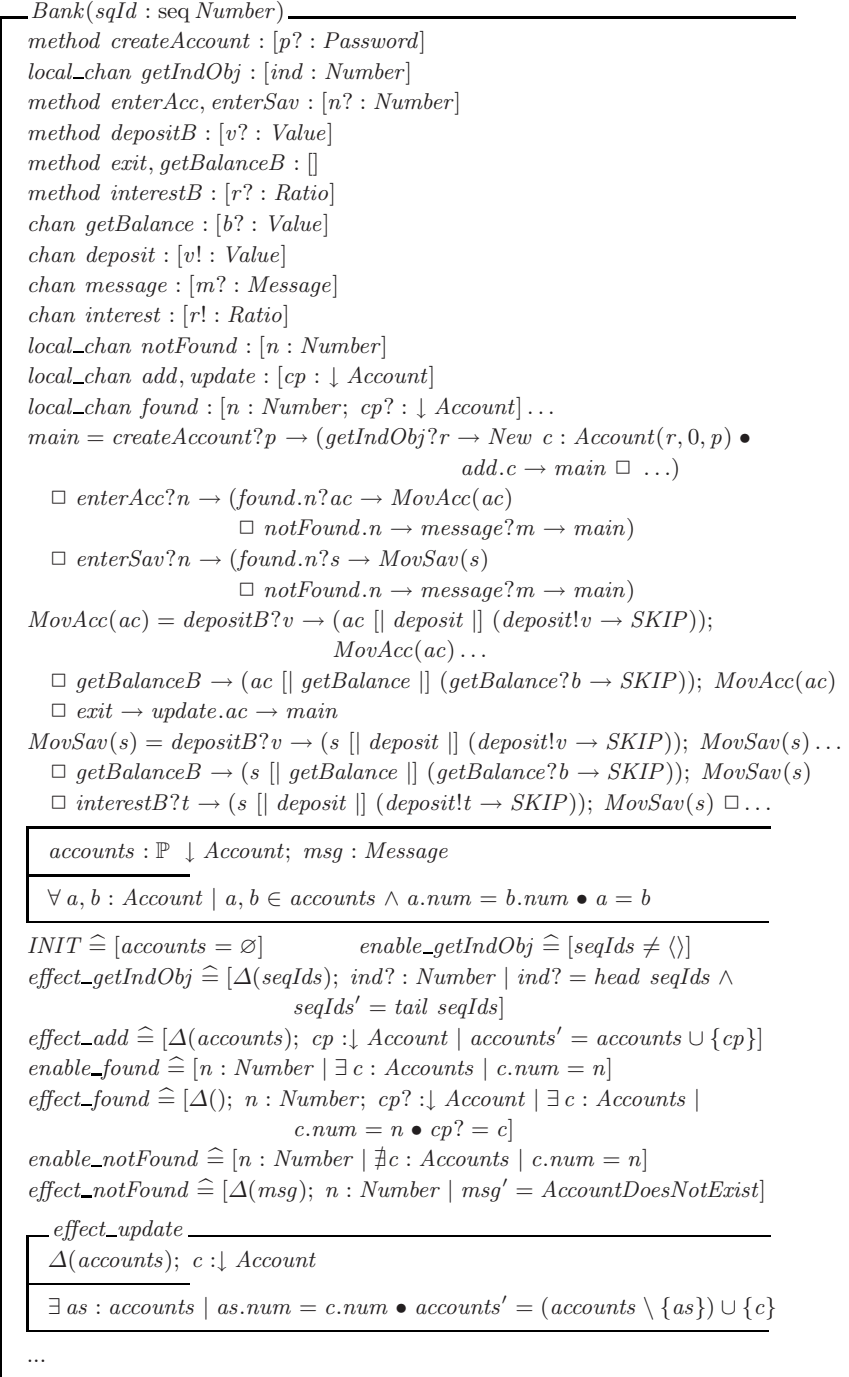 Bank(sqId : seq Number)
method createAccount : [p? : Password]
local_chan getIndObj : [ind : Number]
method enterAcc, enterSav : [n? : Number]
method depositB : [v? : Value]
method exit, getBalanceB : []
method interestB : [r? : Ratio]
chan getBalance : [b? : Value]
chan deposit : [v! : Value]
chan message : [m? : Message]
chan interest : [r! : Ratio]
local_chan notFound : [n : Number]
local_chan add, update : [cp : ↓ Account]
local_chan found : [n : Number; cp? : ↓ Account] ...
main = createAccount?p → (getIndObj?r → New c : Account(r, 0, p) •
add.c → main □ ...)
□ enterAcc?n → (found.n?ac → MovAcc(ac)
□ notFound.n → message?m → main)
□ enterSav?n → (found.n?s → MovSav(s)
□ notFound.n → message?m → main)
MovAcc(ac) = depositB?v → (ac [| deposit |] (deposit!v → SKIP));
MovAcc(ac) ...
□ getBalanceB → (ac [| getBalance |] (getBalance?b → SKIP)); MovAcc(ac)
□ exit → update.ac → main
MovSav(s) = depositB?v → (s [| deposit |] (deposit!v → SKIP)); MovSav(s) ...
□ getBalanceB → (s [| getBalance |] (getBalance?b → SKIP)); MovSav(s)
□ interestB?t → (s [| deposit |] (deposit!t → SKIP)); MovSav(s) □ ...
accounts : ℙ ↓ Account; msg : Message
∀ a, b : Account | a, b ∈ accounts ∧ a.num = b.num • a = b
INIT ≙ [accounts = ∅] enable_getIndObj ≙ [seqIds ≠ ⟨⟩]
effect_getIndObj ≙ [Δ(seqIds); ind? : Number | ind? = head seqIds ∧
seqIds′ = tail seqIds]
effect_add ≙ [Δ(accounts); cp :↓ Account | accounts′ = accounts ∪ {cp}]
enable_found ≙ [n : Number | ∃ c : Accounts | c.num = n]
effect_found ≙ [Δ(); n : Number; cp? :↓ Account | ∃ c : Accounts |
c.num = n • cp? = c]
enable_notFound ≙ [n : Number | ∄c : Accounts | c.num = n]
effect_notFound ≙ [Δ(msg); n : Number | msg′ = AccountDoesNotExist]
effect_update
Δ(accounts); c :↓ Account
∃ as : accounts | as.num = c.num • accounts′ = (accounts \ {as}) ∪ {c}
...